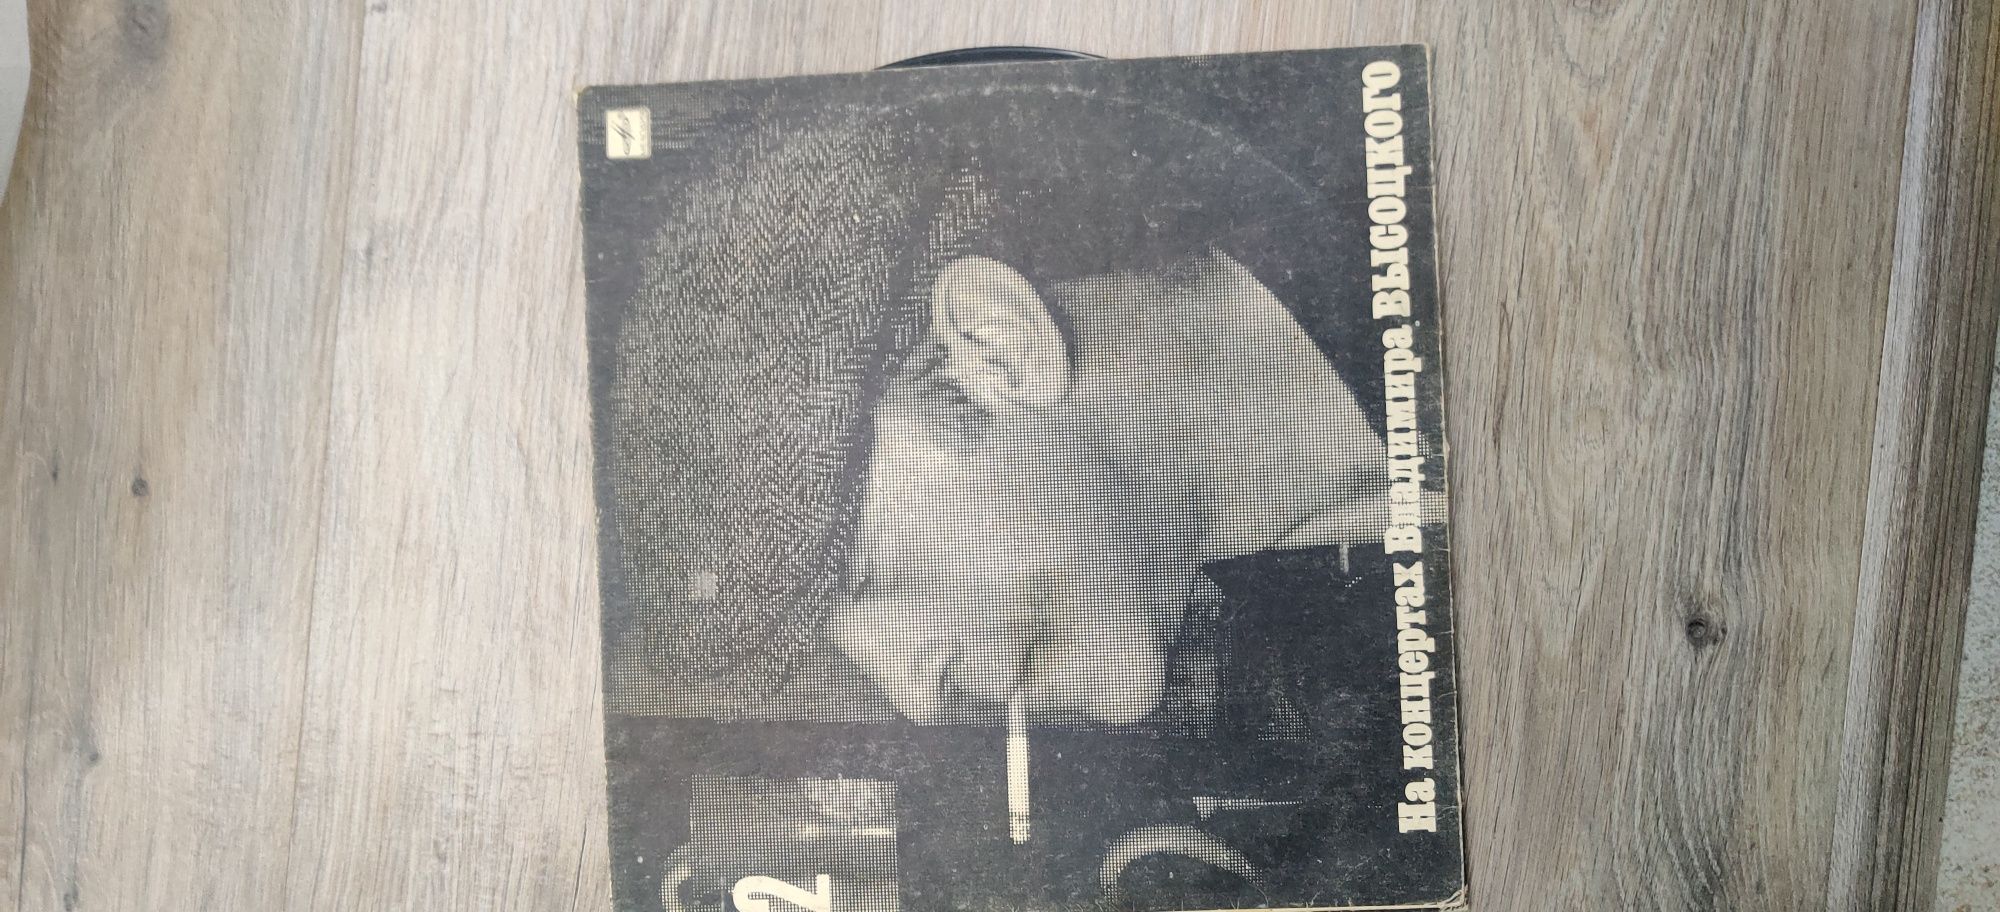 На концертах Владимира ВЫСОЦКОГО
2